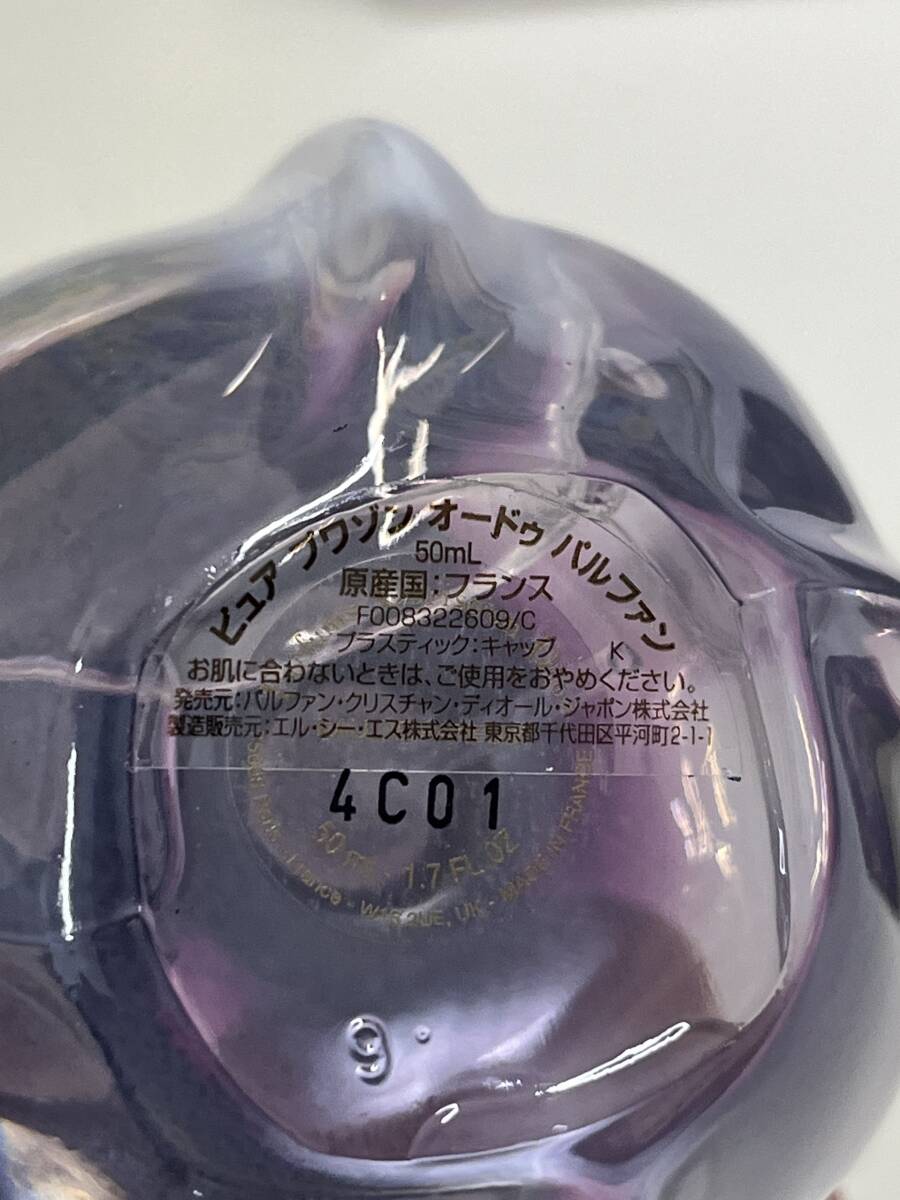 ピュア プワゾン オードゥ パルファン
50mL
原産国：フランス
F008322609/C
プラスティック：キャップ K
お肌に合わないときは、ご使用をおやめください。
発売元：パルファン・クリスチャン・ディオール・ジャポン株式会社
製造販売元：エル・シー・エス株式会社 東京都千代田区平河町2-1-1
4C01
50 ml 1.7 FL.OZ
France - W1S 2UE, UK - MADE IN FRANCE
9